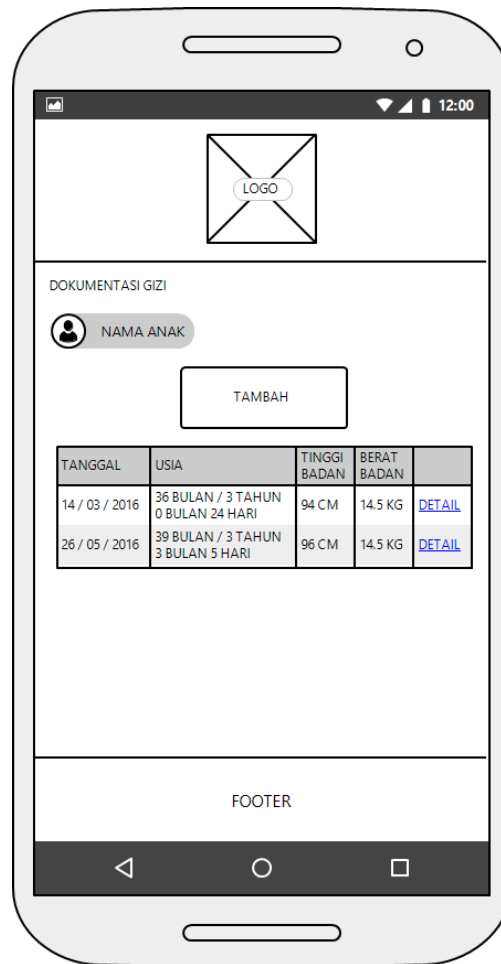 12:00
LOGO
DOKUMENTASI GIZI
NAMA ANAK
TAMBAH
TANGGAL USIA TINGGI BADAN BERAT BADAN
14 / 03 / 2016 36 BULAN / 3 TAHUN 0 BULAN 24 HARI 94 CM 14.5 KG DETAIL
26 / 05 / 2016 39 BULAN / 3 TAHUN 3 BULAN 5 HARI 96 CM 14.5 KG DETAIL
FOOTER